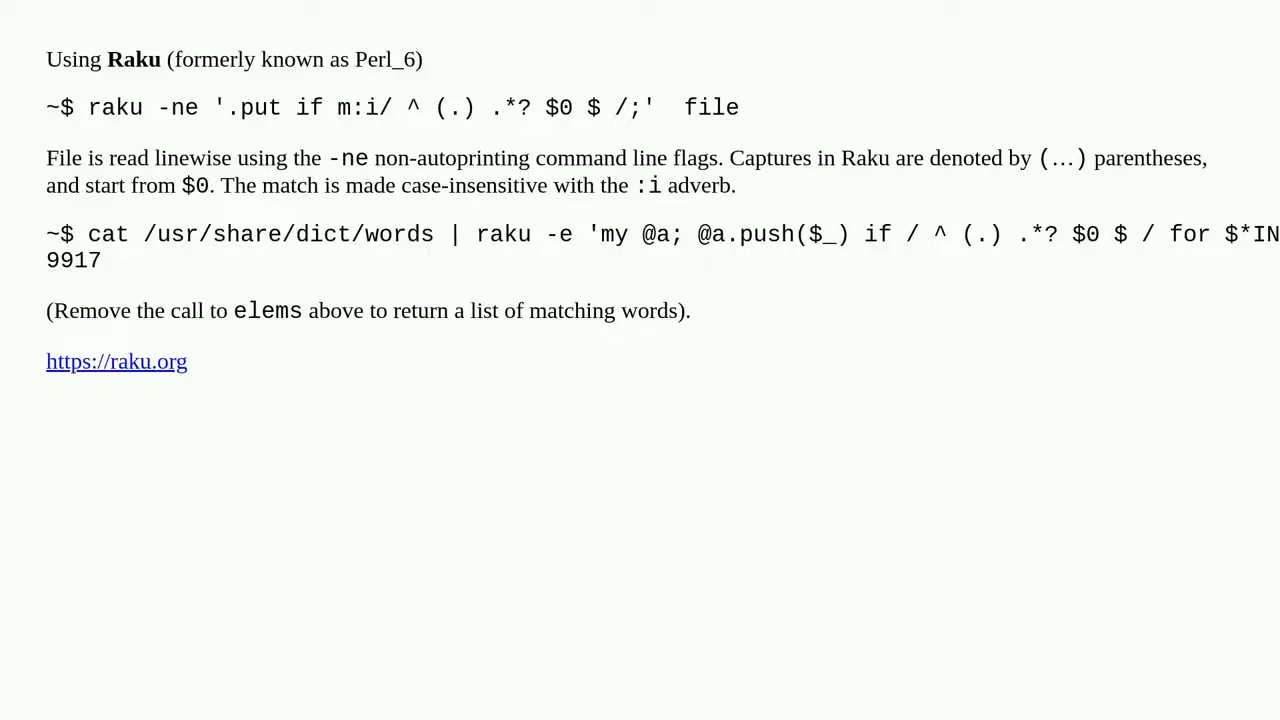 Using Raku (formerly known as Perl_6)
~$ raku -ne '.put if m:i/ ^ (.) .*? $0 $ /;'  file
File is read linewise using the -ne non-autoprinting command line flags. Captures in Raku are denoted by (…) parentheses,
and start from $0. The match is made case-insensitive with the :i adverb.
~$ cat /usr/share/dict/words | raku -e 'my @a; @a.push($_) if / ^ (.) .*? $0 $ / for $*IN
9917
(Remove the call to elems above to return a list of matching words).
https://raku.org